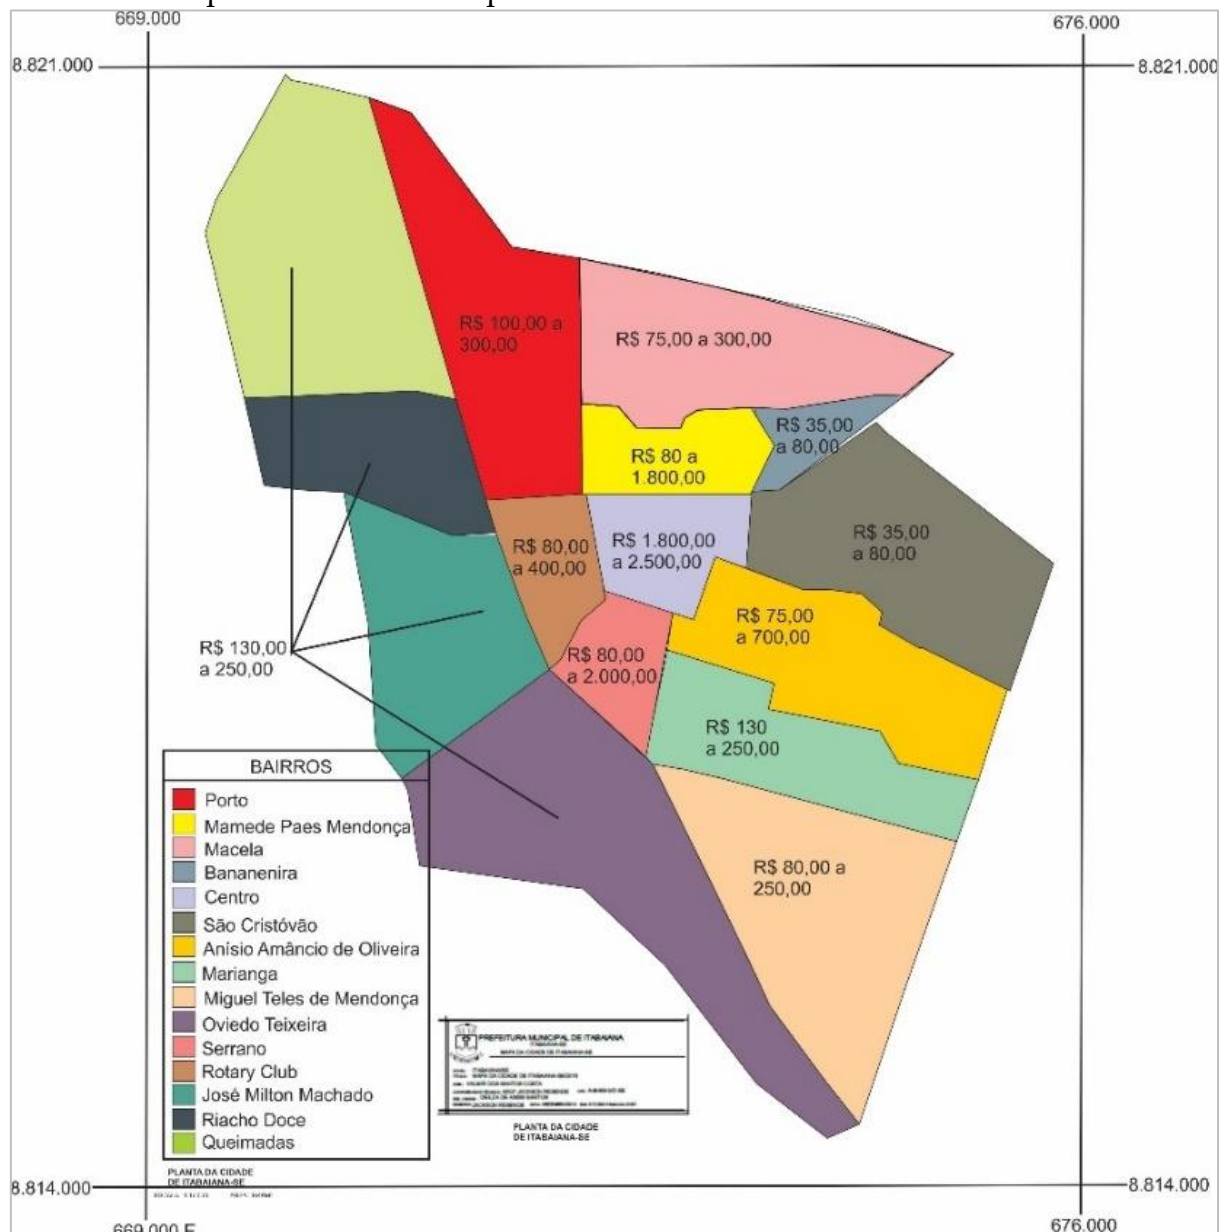 669.000
676.000
8.821.000
8.821.000
R$ 100,00 a
300,00
R$ 75,00 a 300,00
R$ 35,00
a 80,00
R$ 80 a
1.800,00
R$ 1.800,00
a 2.500,00
R$ 35,00
a 80,00
R$ 80,00
a 400,00
R$ 75,00
a 700,00
R$ 130,00
a 250,00
R$ 80,00
a 2.000,00
R$ 130
a 250,00
R$ 80,00 a
250,00
BAIRROS
Porto
Mamede Paes Mendonça
Macela
Bananenira
Centro
São Cristóvão
Anísio Amâncio de Oliveira
Marianga
Miguel Teles de Mendonça
Oviedo Teixeira
Serrano
Rotary Club
José Milton Machado
Riacho Doce
Queimadas
PREFEITURA MUNICIPAL DE ITABAIANA
MAPA DA CIDADE DE ITABAIANA-SE
PLANTA DA CIDADE
DE ITABAIANA-SE
PLANTA DA CIDADE
DE ITABAIANA-SE
8.814.000
8.814.000
669.000 E
676.000